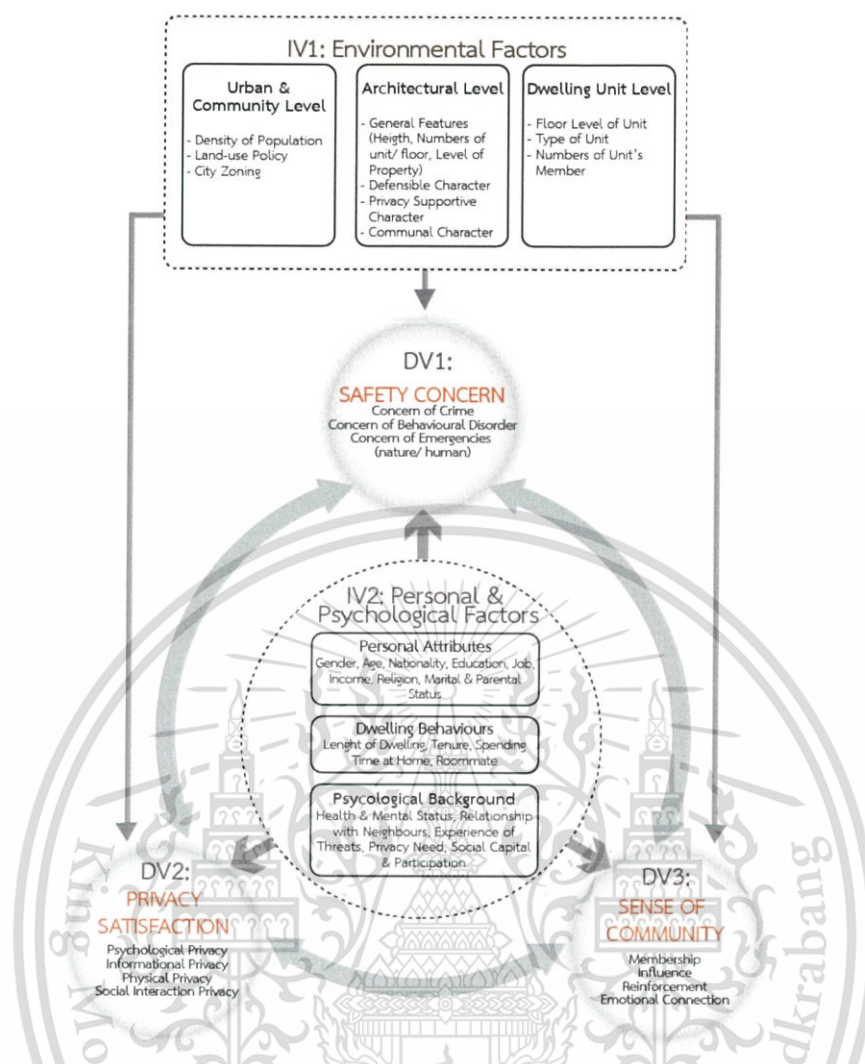 IV1: Environmental Factors
Urban &
Community Level
- Density of Population
- Land-use Policy
- City Zoning
Architectural Level
- General Features
(Heigth, Numbers of
unit/ floor, Level of
Property)
- Defensible Character
- Privacy Supportive
Character
- Communal Character
Dwelling Unit Level
- Floor Level of Unit
- Type of Unit
- Numbers of Unit's
Member
DV1:
SAFETY CONCERN
Concern of Crime
Concern of Behavioural Disorder
Concern of Emergencies
(nature/ human)
IV2: Personal &
Psychological Factors
Personal Attributes
Gender, Age, Nationality, Education, Job,
Income, Religion, Marital & Parental
Status
Dwelling Behaviours
Lenght of Dwelling, Tenure, Spending
Time at Home, Roommate
Psycological Background
Health & Mental Status, Relationship
with Neighbours, Experience of
Threats, Privacy Need, Social Capital
& Participation
DV2:
PRIVACY
SATISFACTION
Psychological Privacy
Informational Privacy
Physical Privacy
Social Interaction Privacy
DV3:
SENSE OF
COMMUNITY
Membership
Influence
Reinforcement
Emotional Connection
King Mo
dkrabang